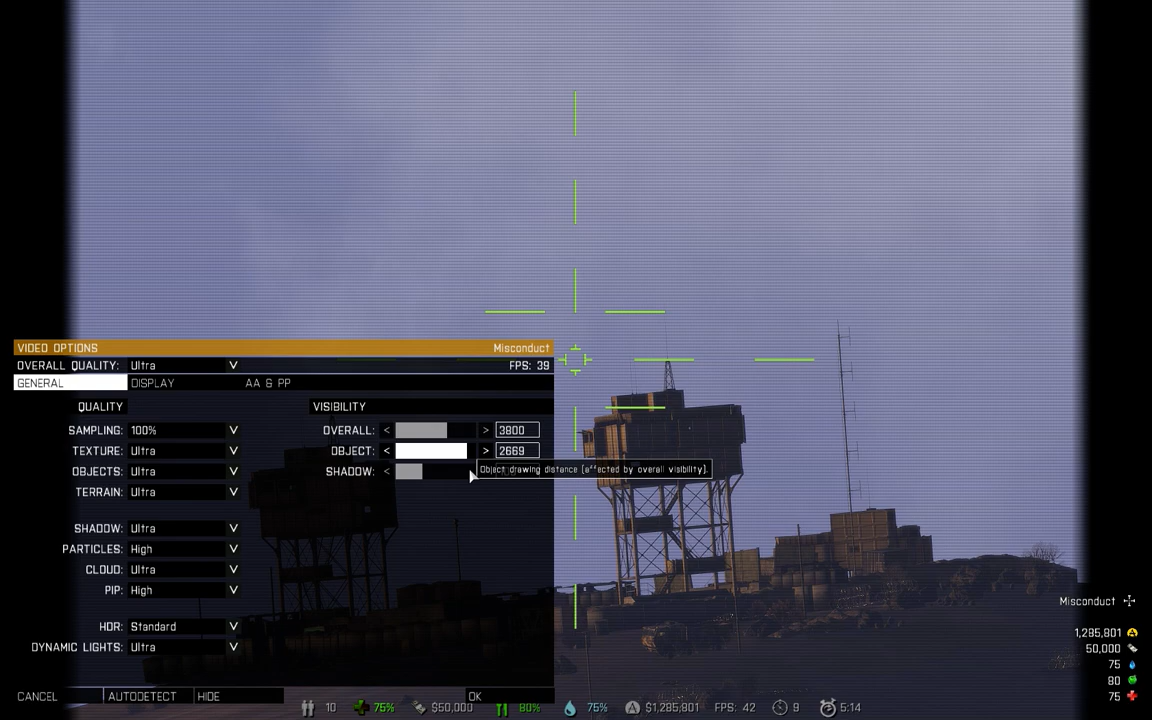 VIDEO OPTIONS Misconduct
OVERALL QUALITY: Ultra FPS: 39
GENERAL DISPLAY AA & PP
QUALITY VISIBILITY
SAMPLING: 100% OVERALL: < > 3800
TEXTURE: Ultra OBJECT: < > 2669
OBJECTS: Ultra SHADOW: <
Object drawing distance (affected by overall visibility).
TERRAIN: Ultra
SHADOW: Ultra
PARTICLES: High
CLOUD: Ultra
PIP: High
HDR: Standard
DYNAMIC LIGHTS: Ultra
CANCEL AUTODETECT HIDE OK
Misconduct
1,285,801
50,000
75
80
75
10 75% $50,000 80% 75% $1,285,801 FPS: 42 9 5:14